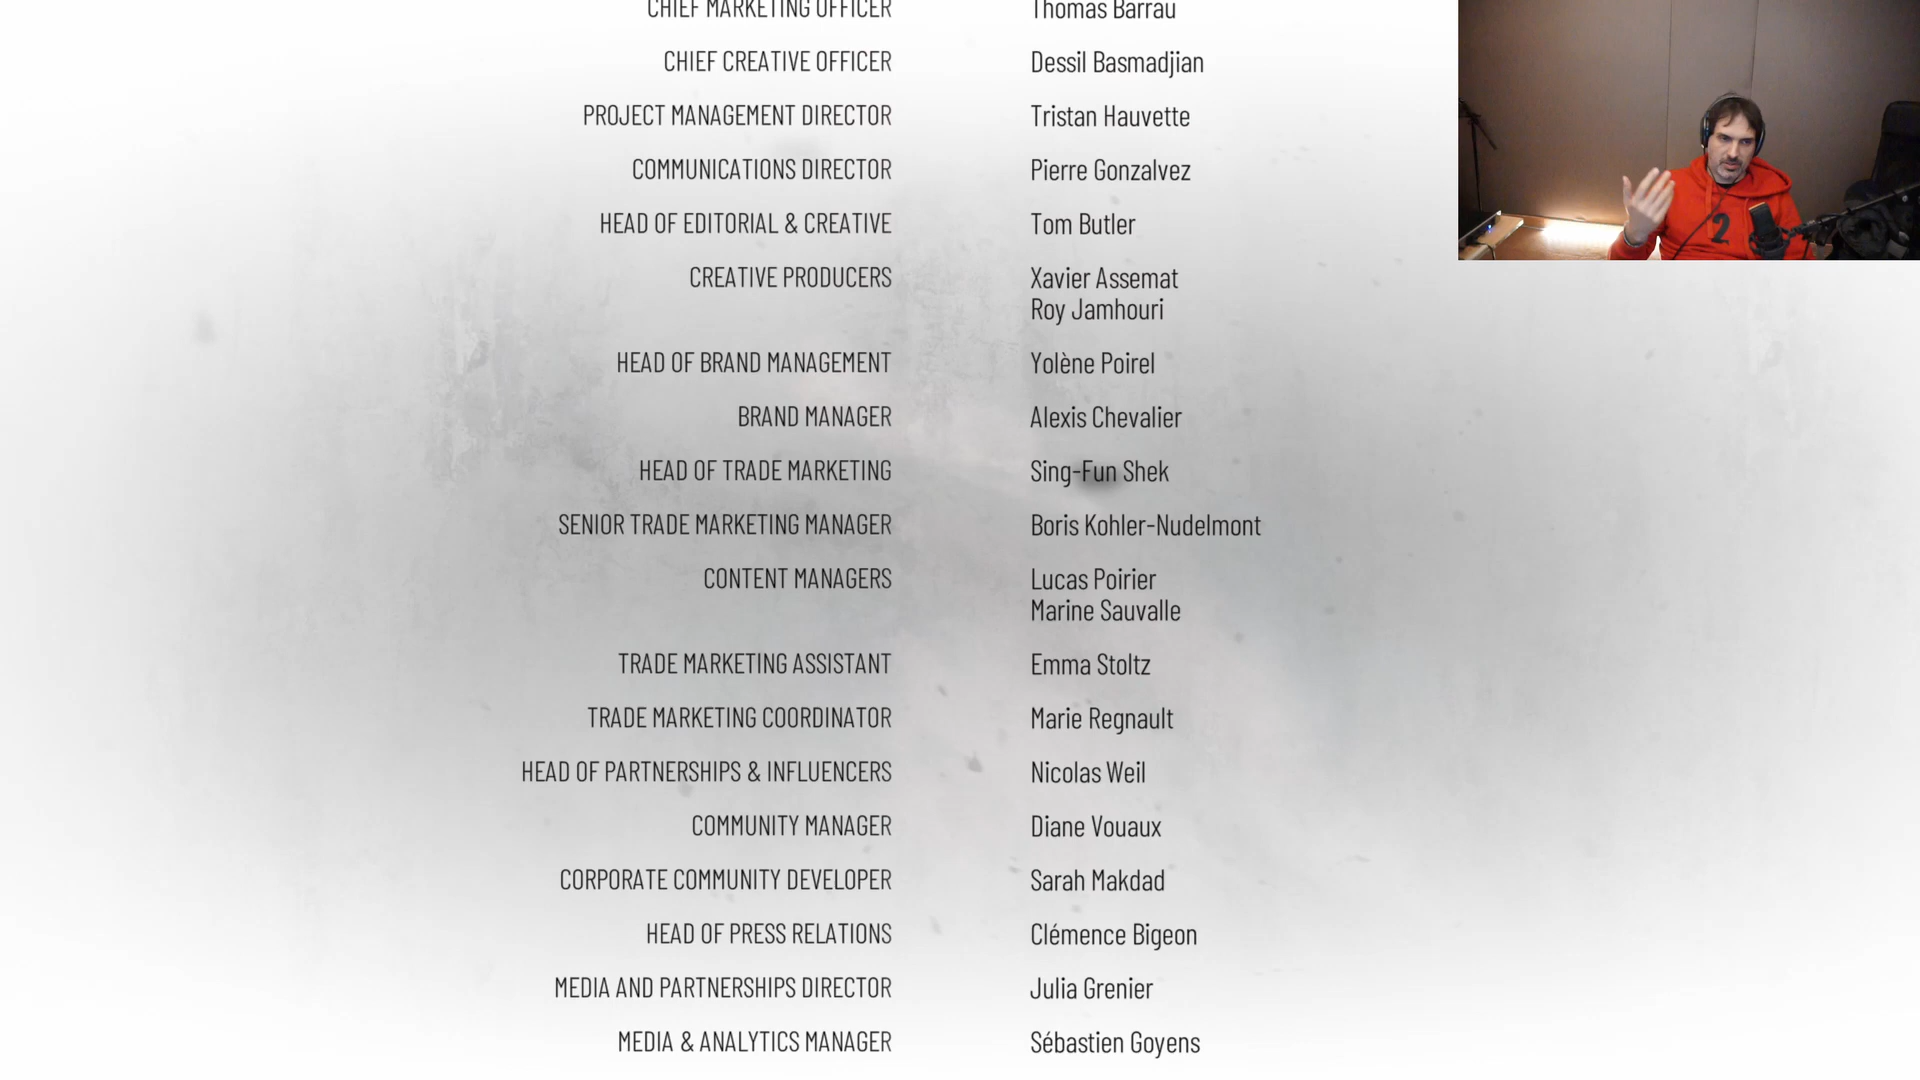 CHIEF MARKETING OFFICER Thomas Barrau
CHIEF CREATIVE OFFICER Dessil Basmadjian
PROJECT MANAGEMENT DIRECTOR Tristan Hauvette
COMMUNICATIONS DIRECTOR Pierre Gonzalvez
HEAD OF EDITORIAL & CREATIVE Tom Butler
CREATIVE PRODUCERS Xavier Assemat
Roy Jamhouri
HEAD OF BRAND MANAGEMENT Yolène Poirel
BRAND MANAGER Alexis Chevalier
HEAD OF TRADE MARKETING Sing-Fun Shek
SENIOR TRADE MARKETING MANAGER Boris Kohler-Nudelmont
CONTENT MANAGERS Lucas Poirier
Marine Sauvalle
TRADE MARKETING ASSISTANT Emma Stoltz
TRADE MARKETING COORDINATOR Marie Regnault
HEAD OF PARTNERSHIPS & INFLUENCERS Nicolas Weil
COMMUNITY MANAGER Diane Vouaux
CORPORATE COMMUNITY DEVELOPER Sarah Makdad
HEAD OF PRESS RELATIONS Clémence Bigeon
MEDIA AND PARTNERSHIPS DIRECTOR Julia Grenier
MEDIA & ANALYTICS MANAGER Sébastien Goyens
2